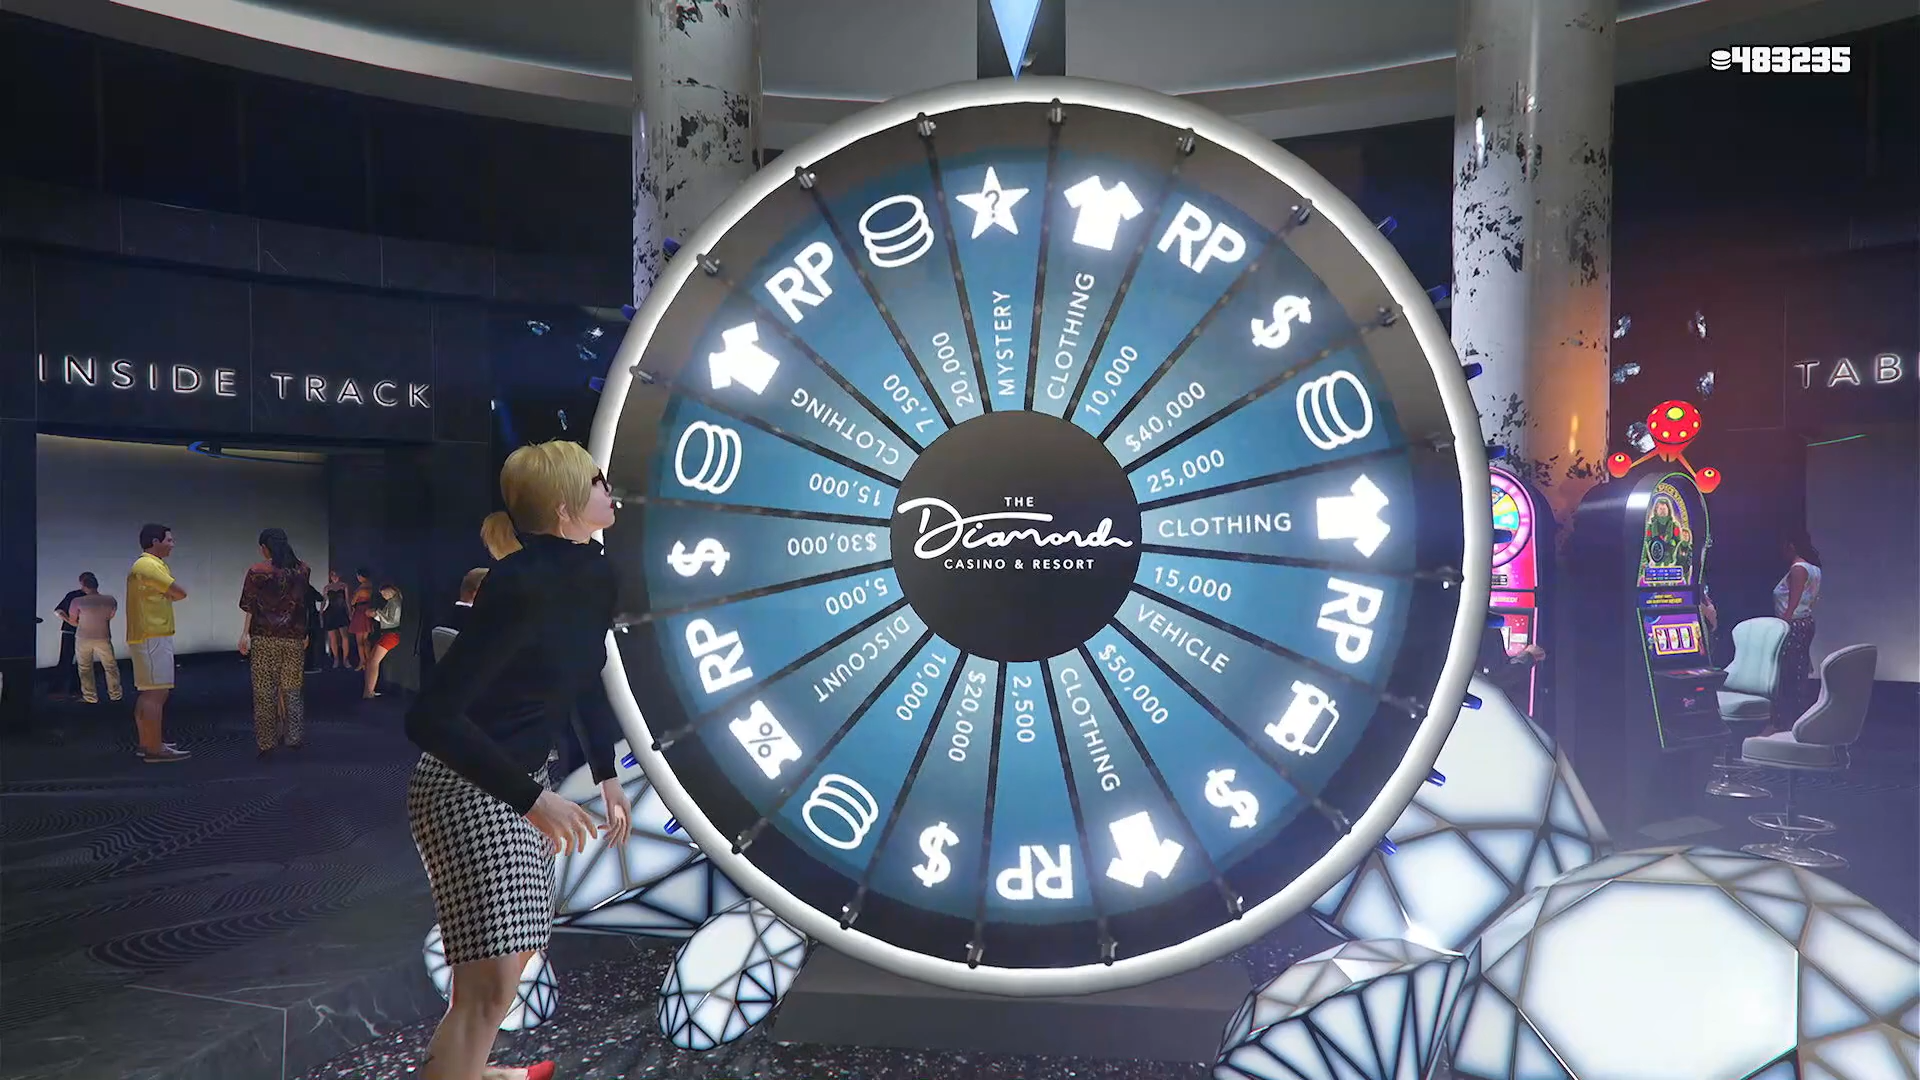 483235
INSIDE TRACK
TAB
MYSTERY
CLOTHING
RP
10,000
$
$40,000
25,000
CLOTHING
RP
15,000
VEHICLE
$
$50,000
CLOTHING
RP
2,500
$
$20,000
10,000
%
DISCOUNT
RP
5,000
$
$30,000
15,000
CLOTHING
RP
7,500
20,000
?
THE
Diamond
CASINO & RESORT